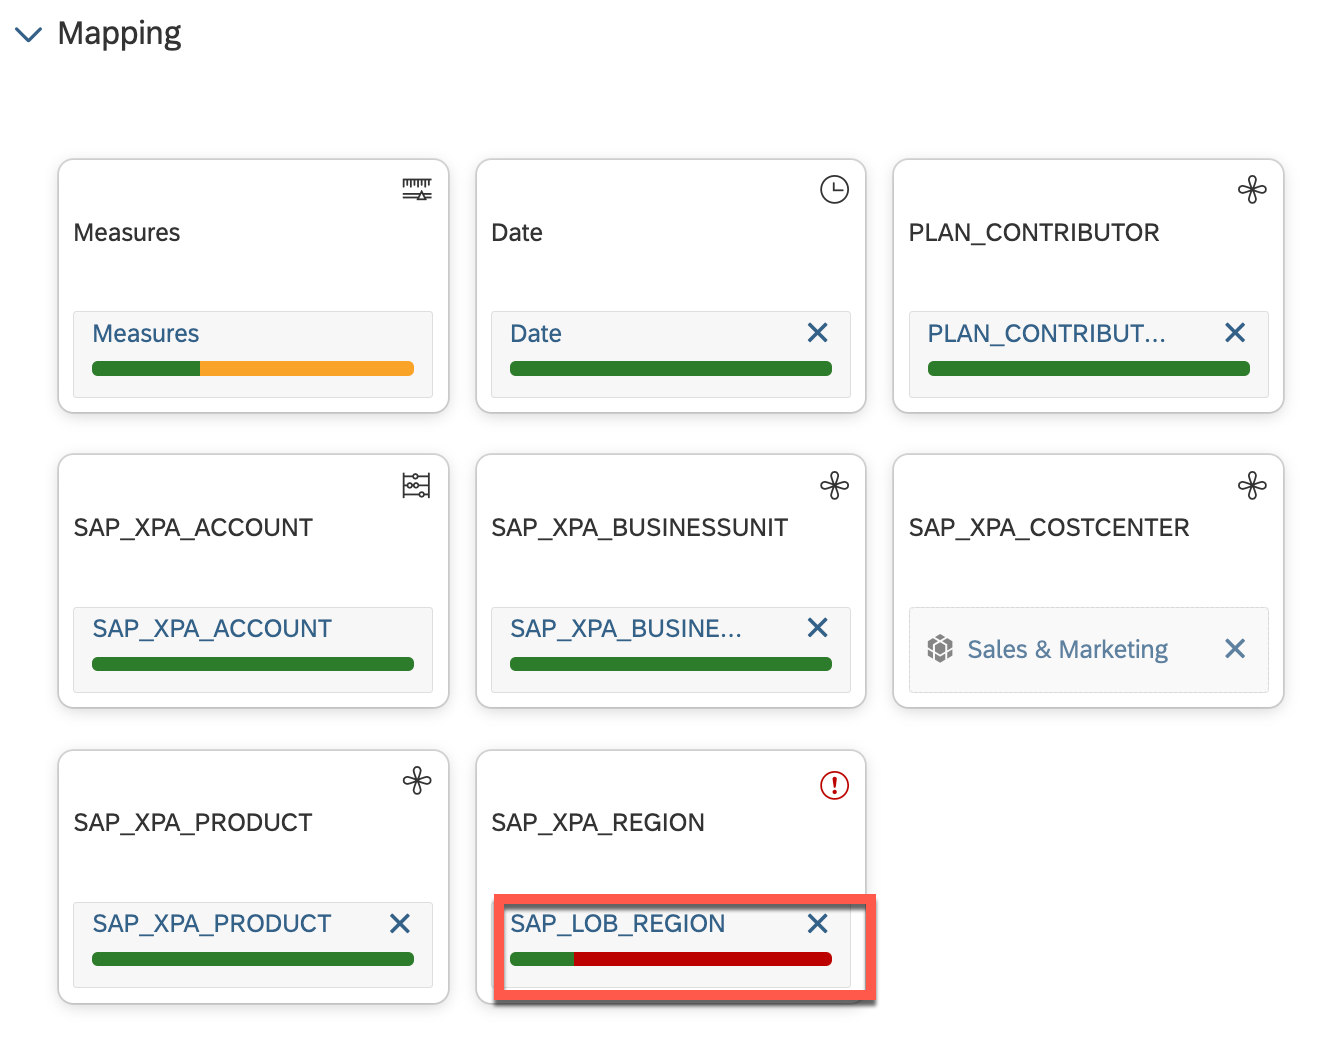 Mapping
Measures
Measures
Date
Date
PLAN_CONTRIBUTOR
PLAN_CONTRIBUT...
SAP_XPA_ACCOUNT
SAP_XPA_ACCOUNT
SAP_XPA_BUSINESSUNIT
SAP_XPA_BUSINE...
SAP_XPA_COSTCENTER
Sales & Marketing
SAP_XPA_PRODUCT
SAP_XPA_PRODUCT
SAP_XPA_REGION
SAP_LOB_REGION